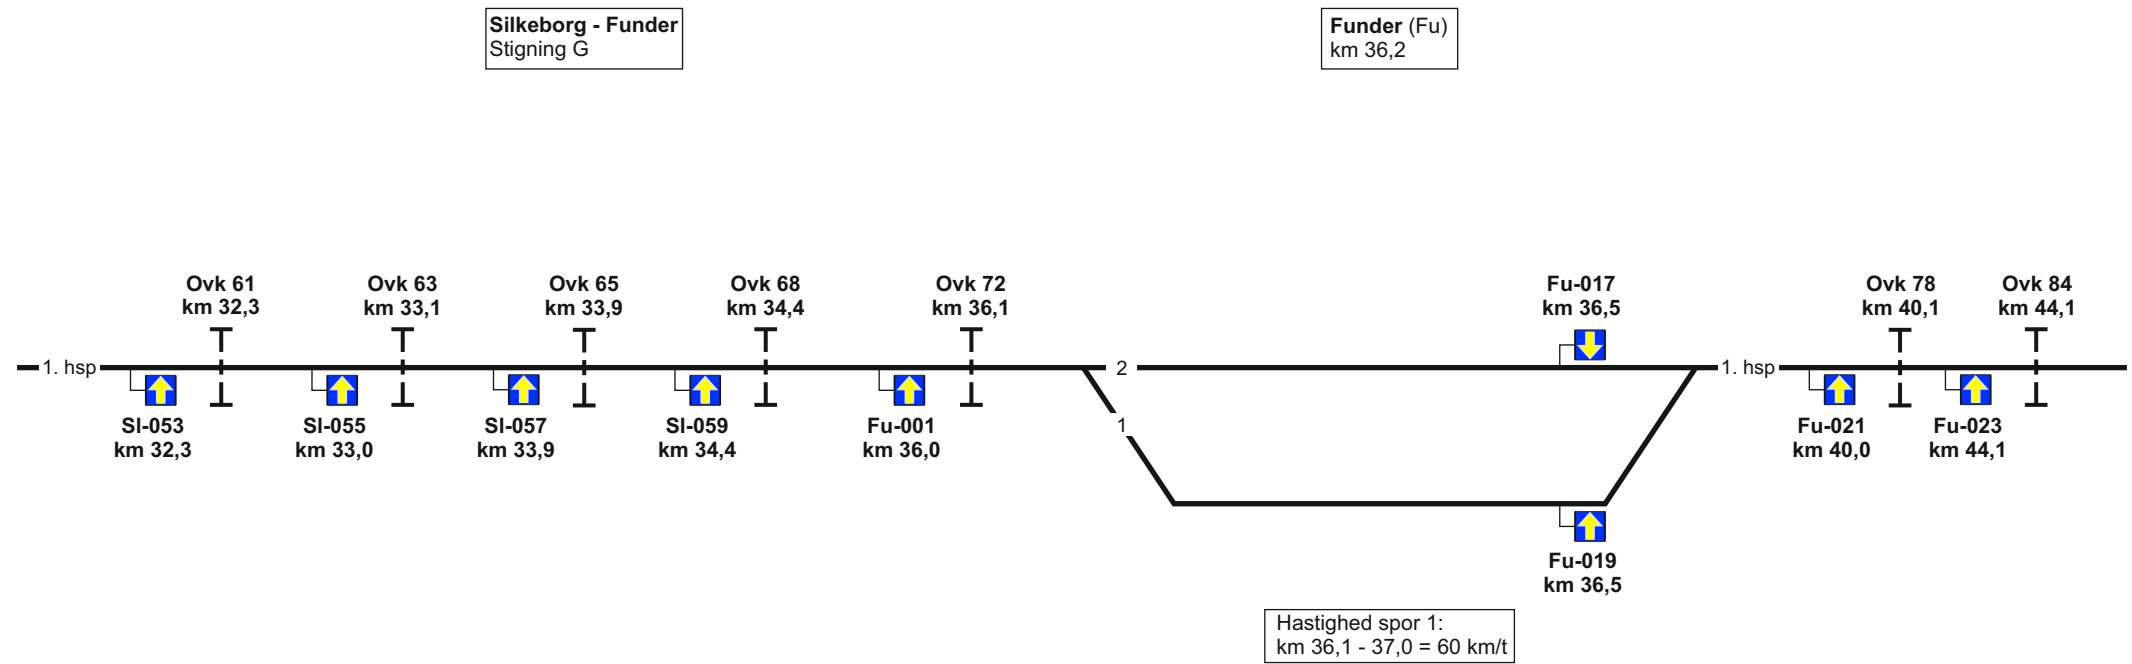 Silkeborg - Funder
Stigning G
Funder (Fu)
km 36,2
Ovk 61
km 32,3
Ovk 63
km 33,1
Ovk 65
km 33,9
Ovk 68
km 34,4
Ovk 72
km 36,1
Fu-017
km 36,5
Ovk 78
km 40,1
Ovk 84
km 44,1
1. hsp
2
1. hsp
SI-053
km 32,3
SI-055
km 33,0
SI-057
km 33,9
SI-059
km 34,4
Fu-001
km 36,0
1
Fu-021
km 40,0
Fu-023
km 44,1
Fu-019
km 36,5
Hastighed spor 1:
km 36,1 - 37,0 = 60 km/t